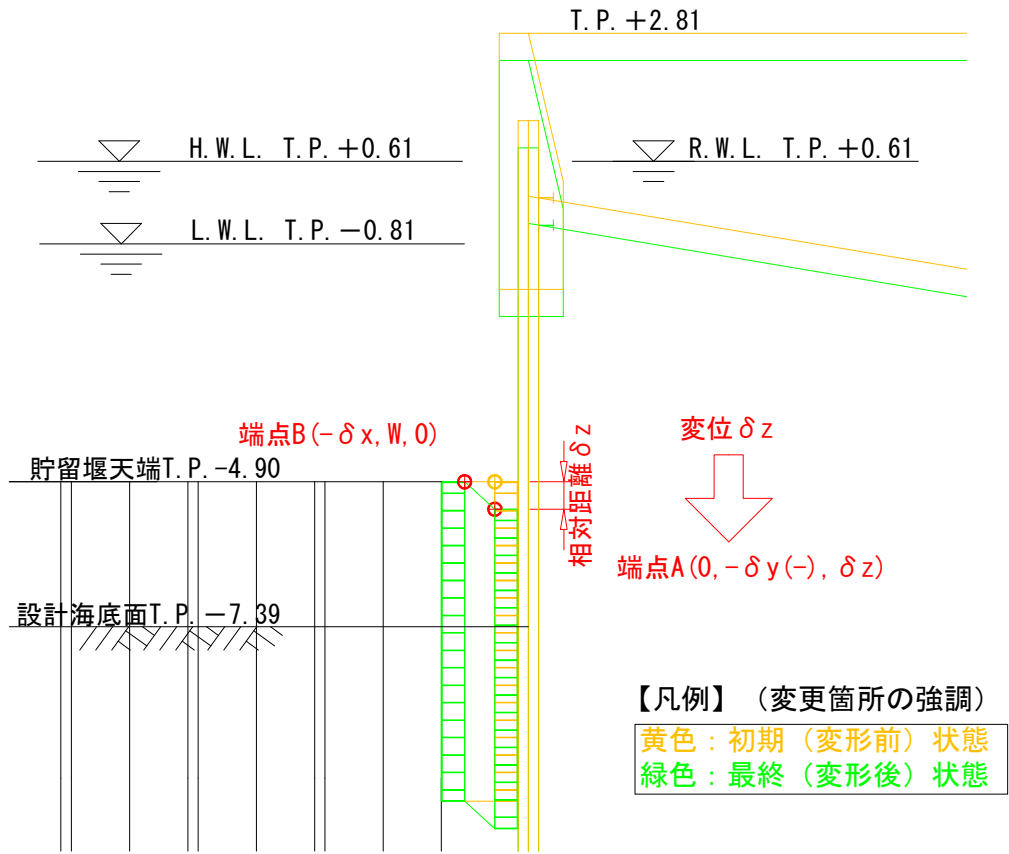 T.P.+2.81
H.W.L. T.P.+0.61
R.W.L. T.P.+0.61
L.W.L. T.P.-0.81
端点B(-δx,W,0)
相対距離δz
変位δz
貯留堰天端T.P.-4.90
端点A(0,-δy(-),δz)
設計海底面T.P.-7.39
【凡例】 (変更箇所の強調)
黄色:初期(変形前)状態
緑色:最終(変形後)状態